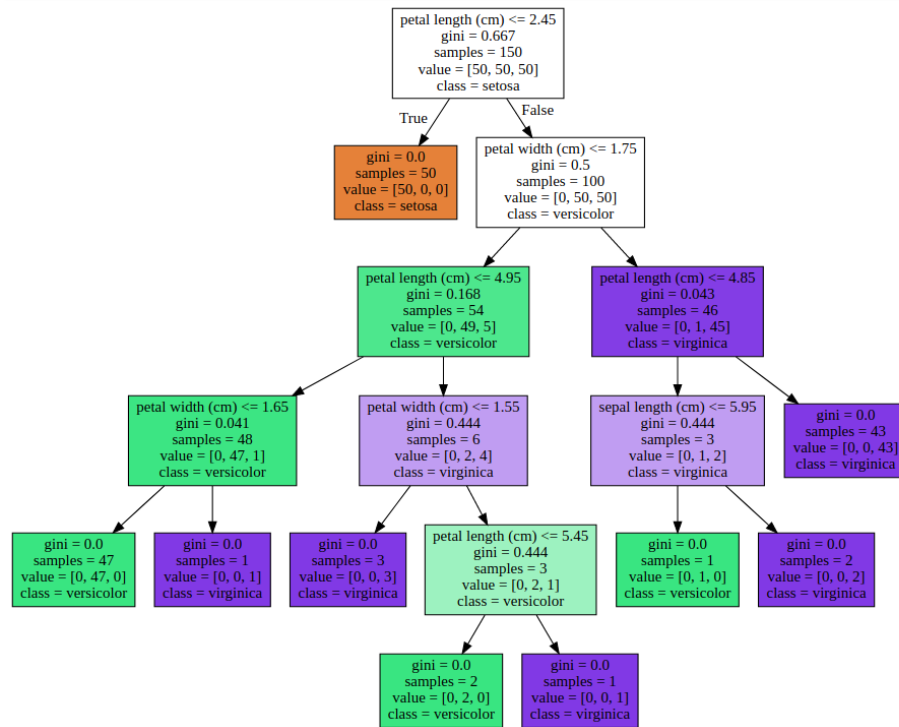 petal length (cm) <= 2.45
gini = 0.667
samples = 150
value = [50, 50, 50]
class = setosa
True
False
gini = 0.0
samples = 50
value = [50, 0, 0]
class = setosa
petal width (cm) <= 1.75
gini = 0.5
samples = 100
value = [0, 50, 50]
class = versicolor
petal length (cm) <= 4.95
gini = 0.168
samples = 54
value = [0, 49, 5]
class = versicolor
petal length (cm) <= 4.85
gini = 0.043
samples = 46
value = [0, 1, 45]
class = virginica
petal width (cm) <= 1.65
gini = 0.041
samples = 48
value = [0, 47, 1]
class = versicolor
petal width (cm) <= 1.55
gini = 0.444
samples = 6
value = [0, 2, 4]
class = virginica
sepal length (cm) <= 5.95
gini = 0.444
samples = 3
value = [0, 1, 2]
class = virginica
gini = 0.0
samples = 43
value = [0, 0, 43]
class = virginica
gini = 0.0
samples = 47
value = [0, 47, 0]
class = versicolor
gini = 0.0
samples = 1
value = [0, 0, 1]
class = virginica
gini = 0.0
samples = 3
value = [0, 0, 3]
class = virginica
petal length (cm) <= 5.45
gini = 0.444
samples = 3
value = [0, 2, 1]
class = versicolor
gini = 0.0
samples = 1
value = [0, 1, 0]
class = versicolor
gini = 0.0
samples = 2
value = [0, 0, 2]
class = virginica
gini = 0.0
samples = 2
value = [0, 2, 0]
class = versicolor
gini = 0.0
samples = 1
value = [0, 0, 1]
class = virginica